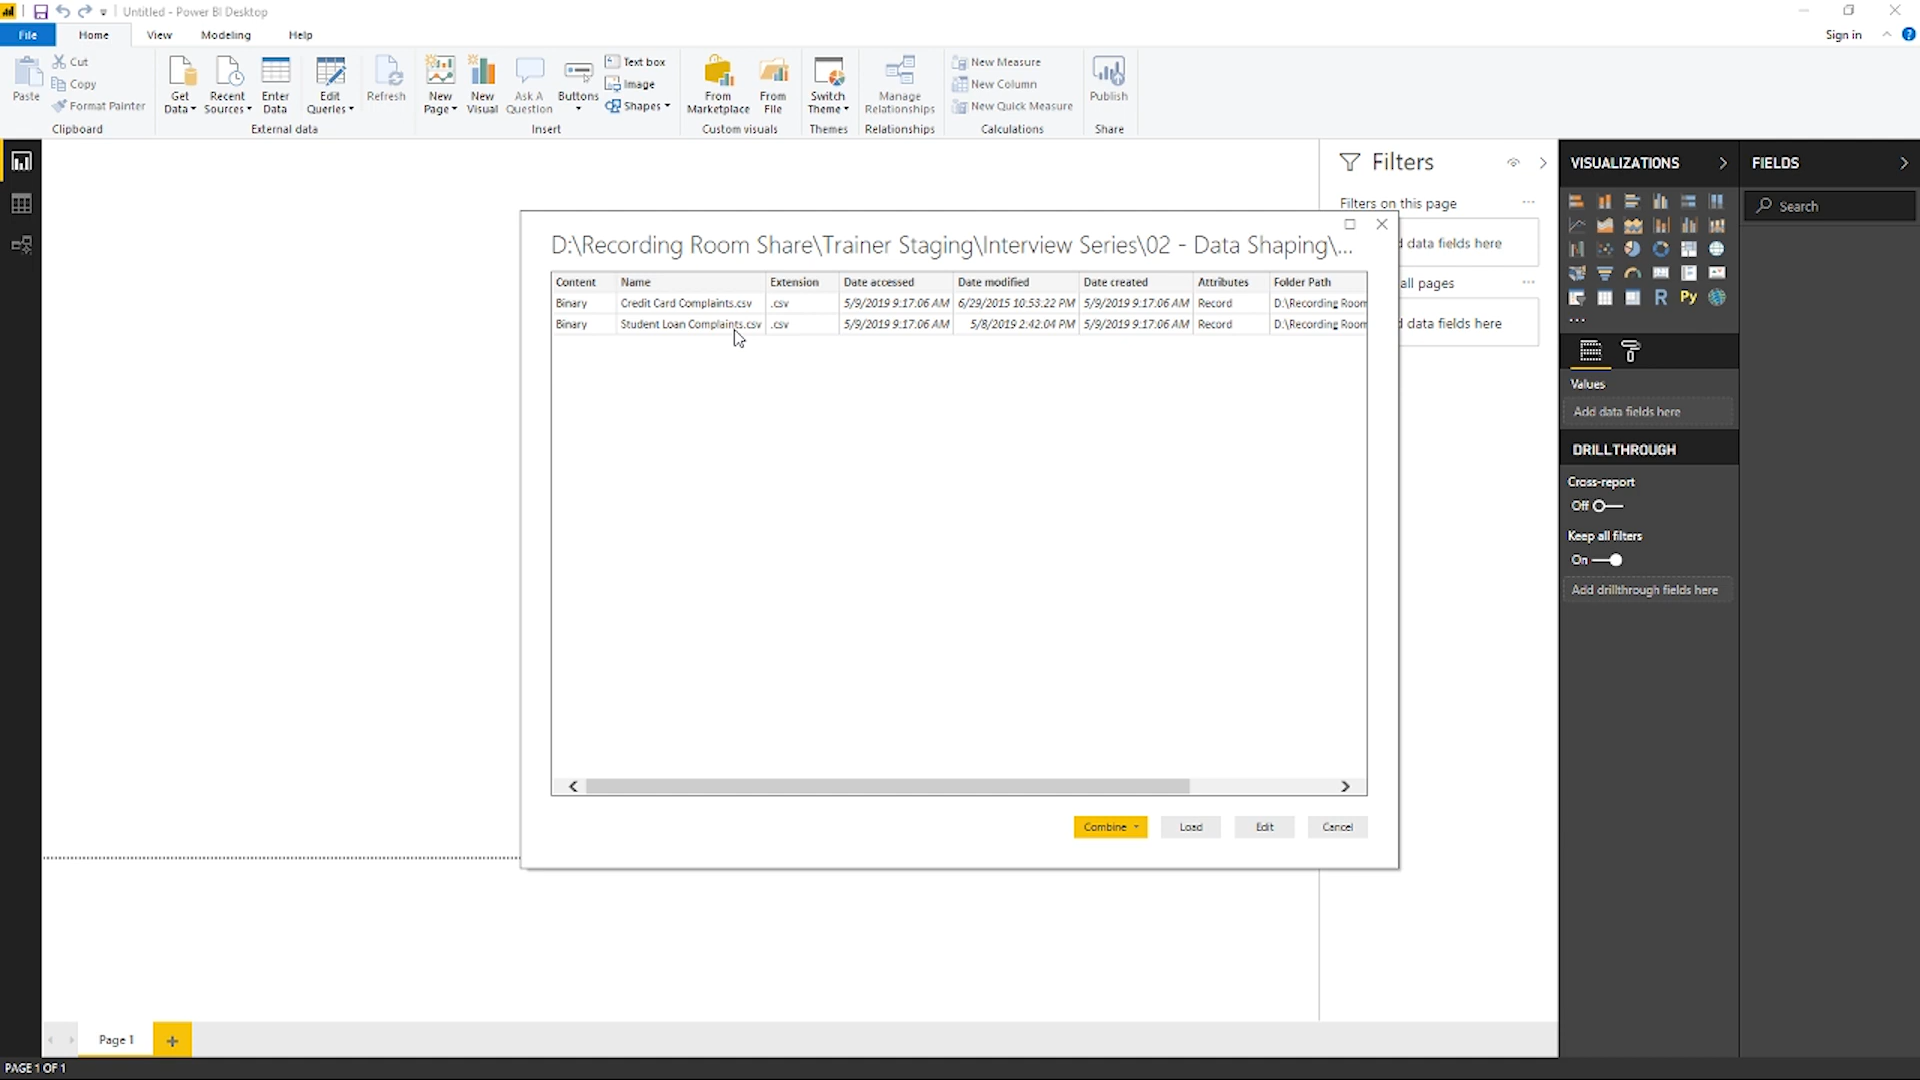 Untitled - Power BI Desktop
File Home View Modeling Help Sign in
Paste
Cut
Copy
Format Painter
Clipboard
Get Data
Recent Sources
Enter Data
Edit Queries
Refresh
External data
New Page
New Visual
Ask A Question
Buttons
Text box
Image
Shapes
Insert
From Marketplace
From File
Custom visuals
Switch Theme
Themes
Manage Relationships
Relationships
New Measure
New Column
New Quick Measure
Calculations
Publish
Share
D:\Recording Room Share\Trainer Staging\Interview Series\02 - Data Shaping\...
Content Name Extension Date accessed Date modified Date created Attributes Folder Path
Binary Credit Card Complaints.csv .csv 5/9/2019 9:17:06 AM 6/29/2015 10:53:22 PM 5/9/2019 9:17:06 AM Record D:\Recording Room
Binary Student Loan Complaints.csv .csv 5/9/2019 9:17:06 AM 5/8/2019 2:42:04 PM 5/9/2019 9:17:06 AM Record D:\Recording Room
Combine Load Edit Cancel
Filters
Filters on this page
data fields here
all pages
data fields here
VISUALIZATIONS
R Py
Values
Add data fields here
DRILLTHROUGH
Cross-report
Off
Keep all filters
On
Add drillthrough fields here
FIELDS
Search
Page 1
PAGE 1 OF 1